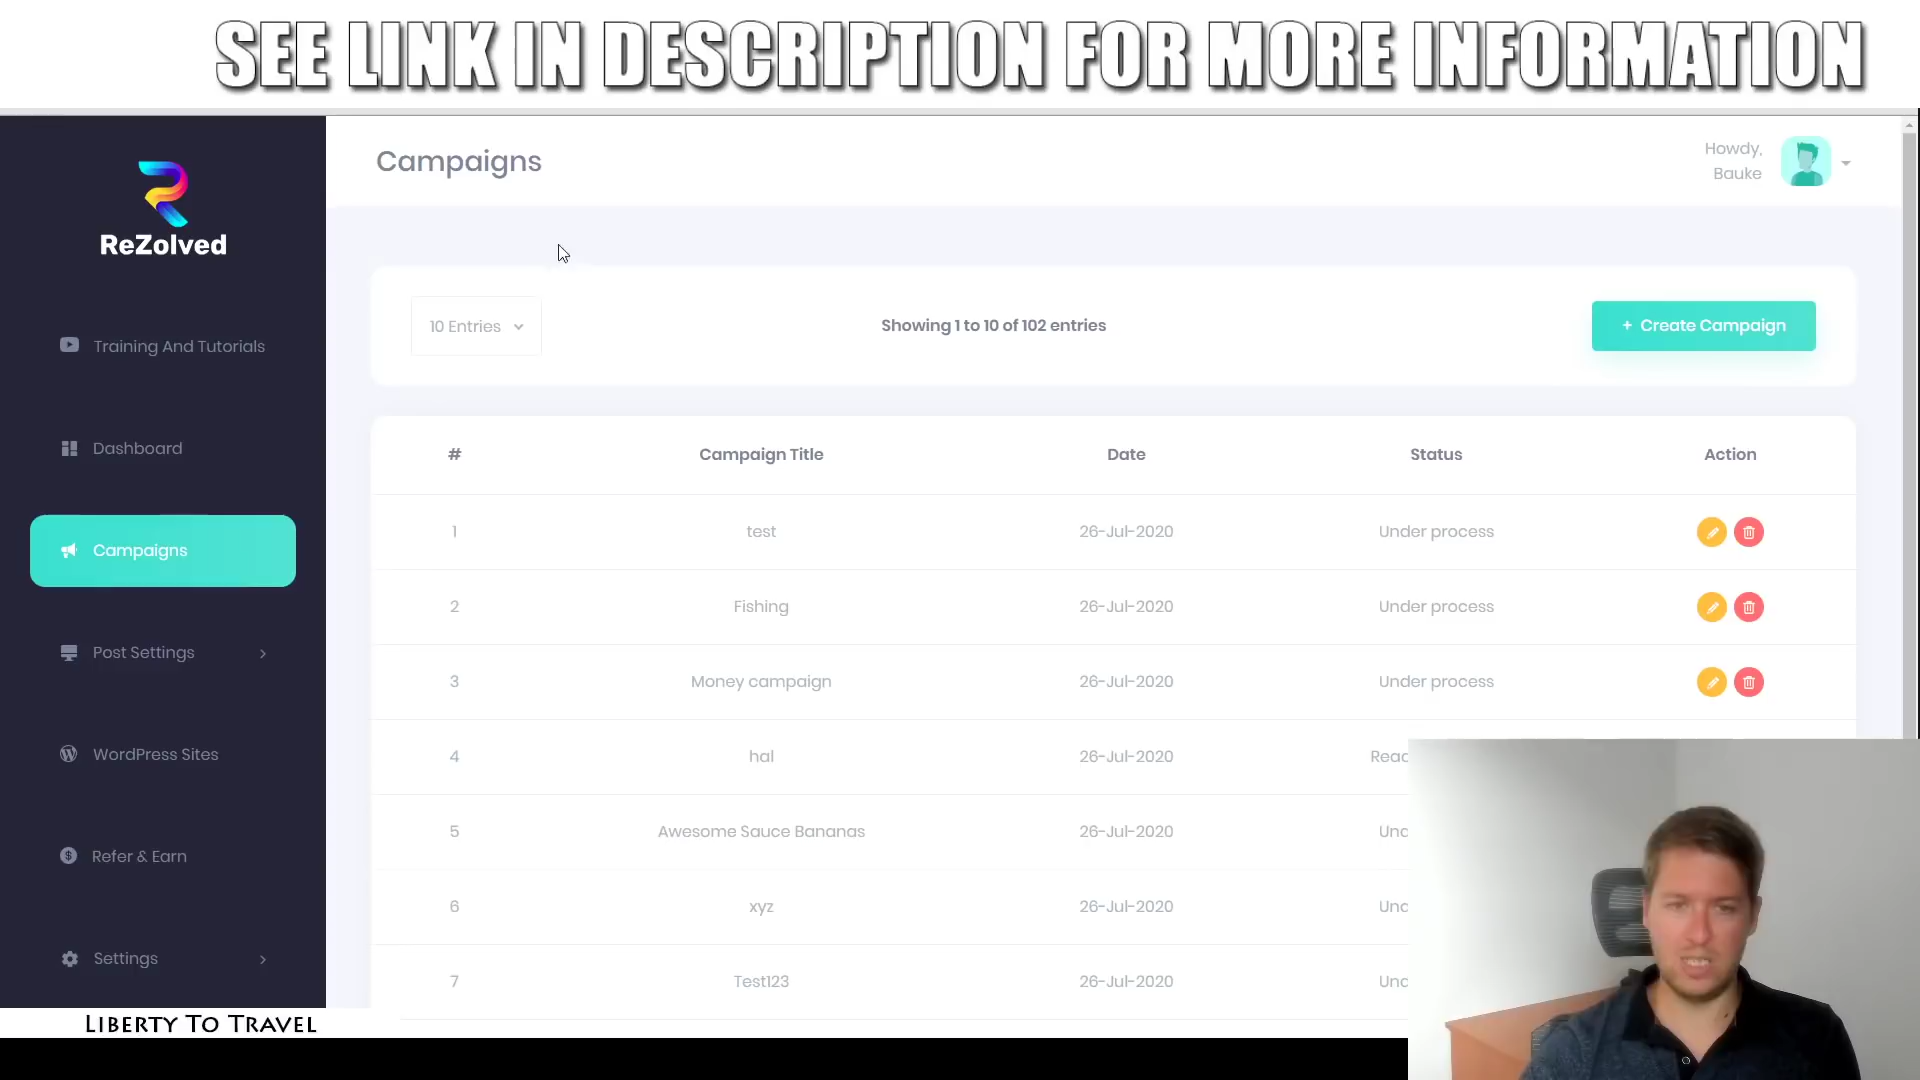 SEE LINK IN DESCRIPTION FOR MORE INFORMATION
Campaigns
Howdy,
Bauke
ReZolved
10 Entries
Showing 1 to 10 of 102 entries
+ Create Campaign
Training And Tutorials
Dashboard
Campaigns
Post Settings
WordPress Sites
Refer & Earn
Settings
# Campaign Title Date Status Action
1 test 26-Jul-2020 Under process
2 Fishing 26-Jul-2020 Under process
3 Money campaign 26-Jul-2020 Under process
4 hal 26-Jul-2020
5 Awesome Sauce Bananas 26-Jul-2020
6 xyz 26-Jul-2020
7 Test123 26-Jul-2020
LIBERTY TO TRAVEL